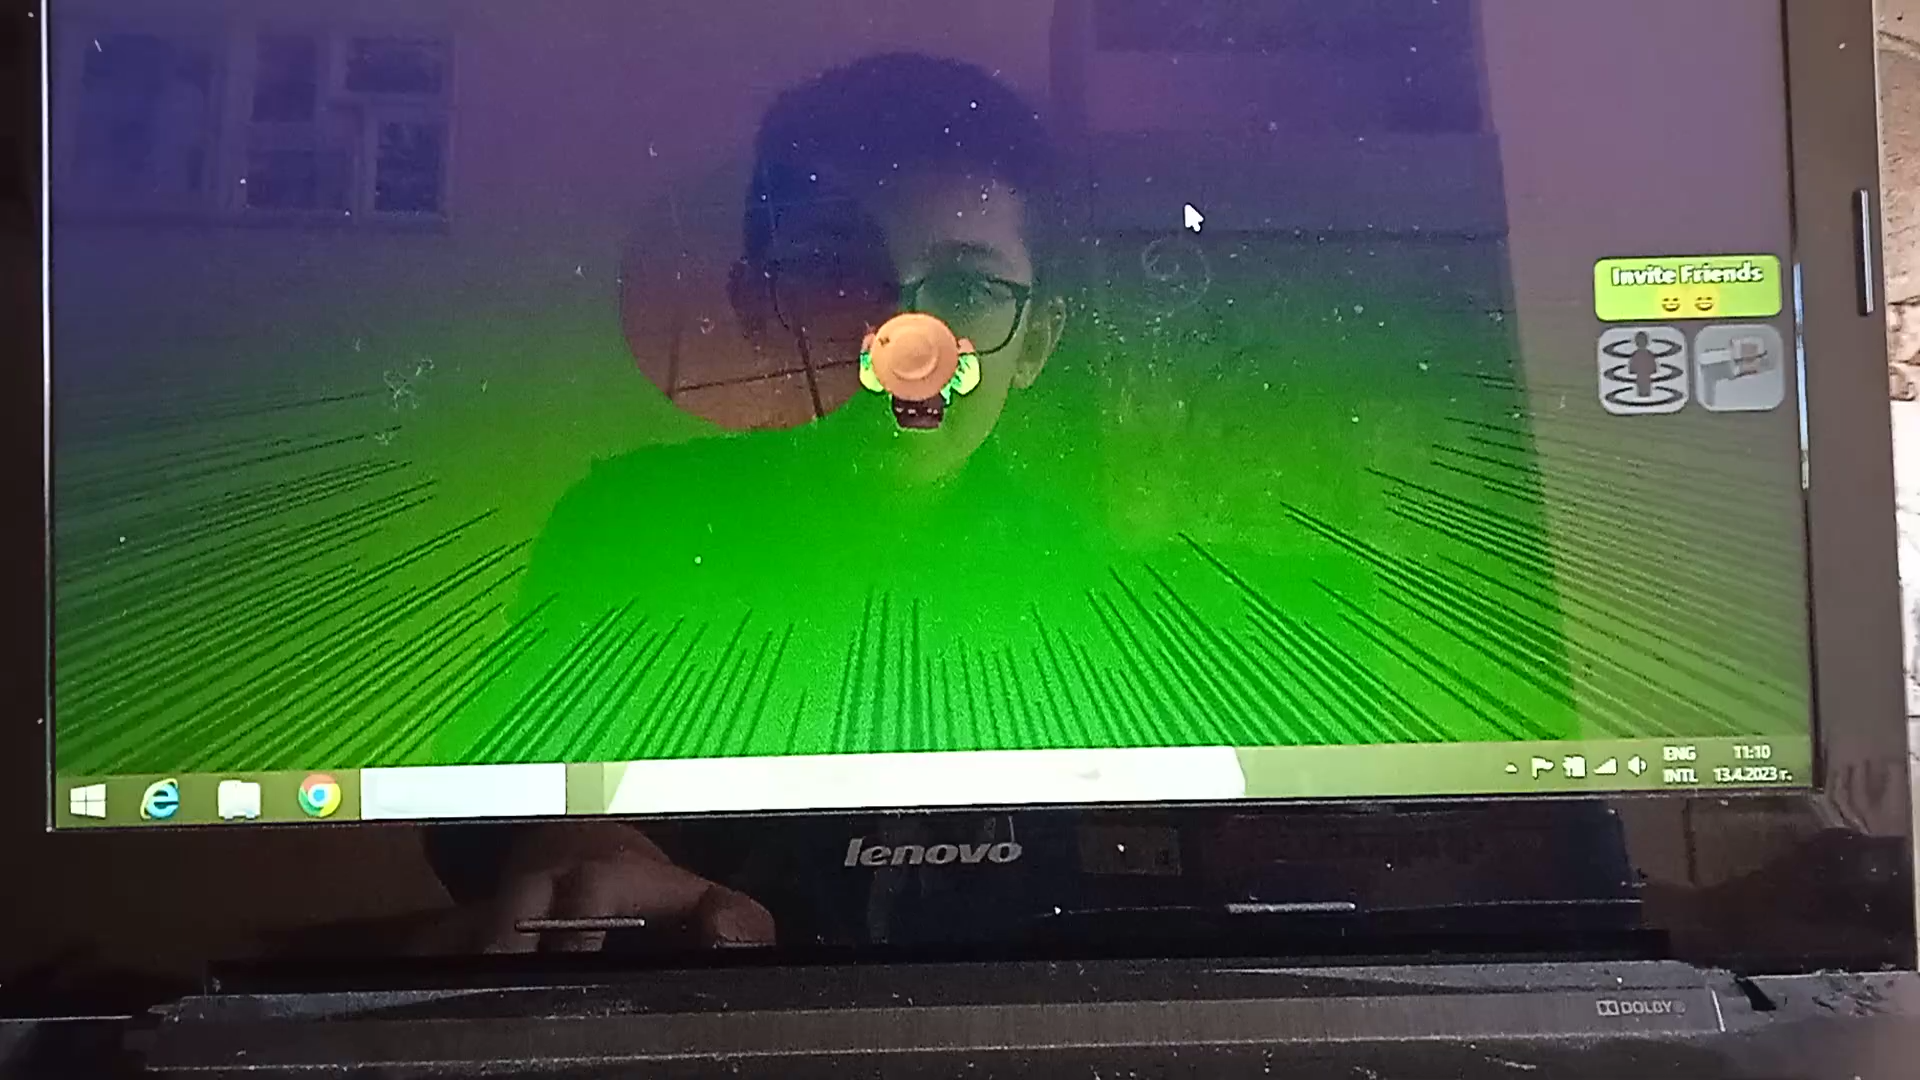 Invite Friends
ENG
11:10
INTL
13.4.2023 г.
lenovo
DOLBY